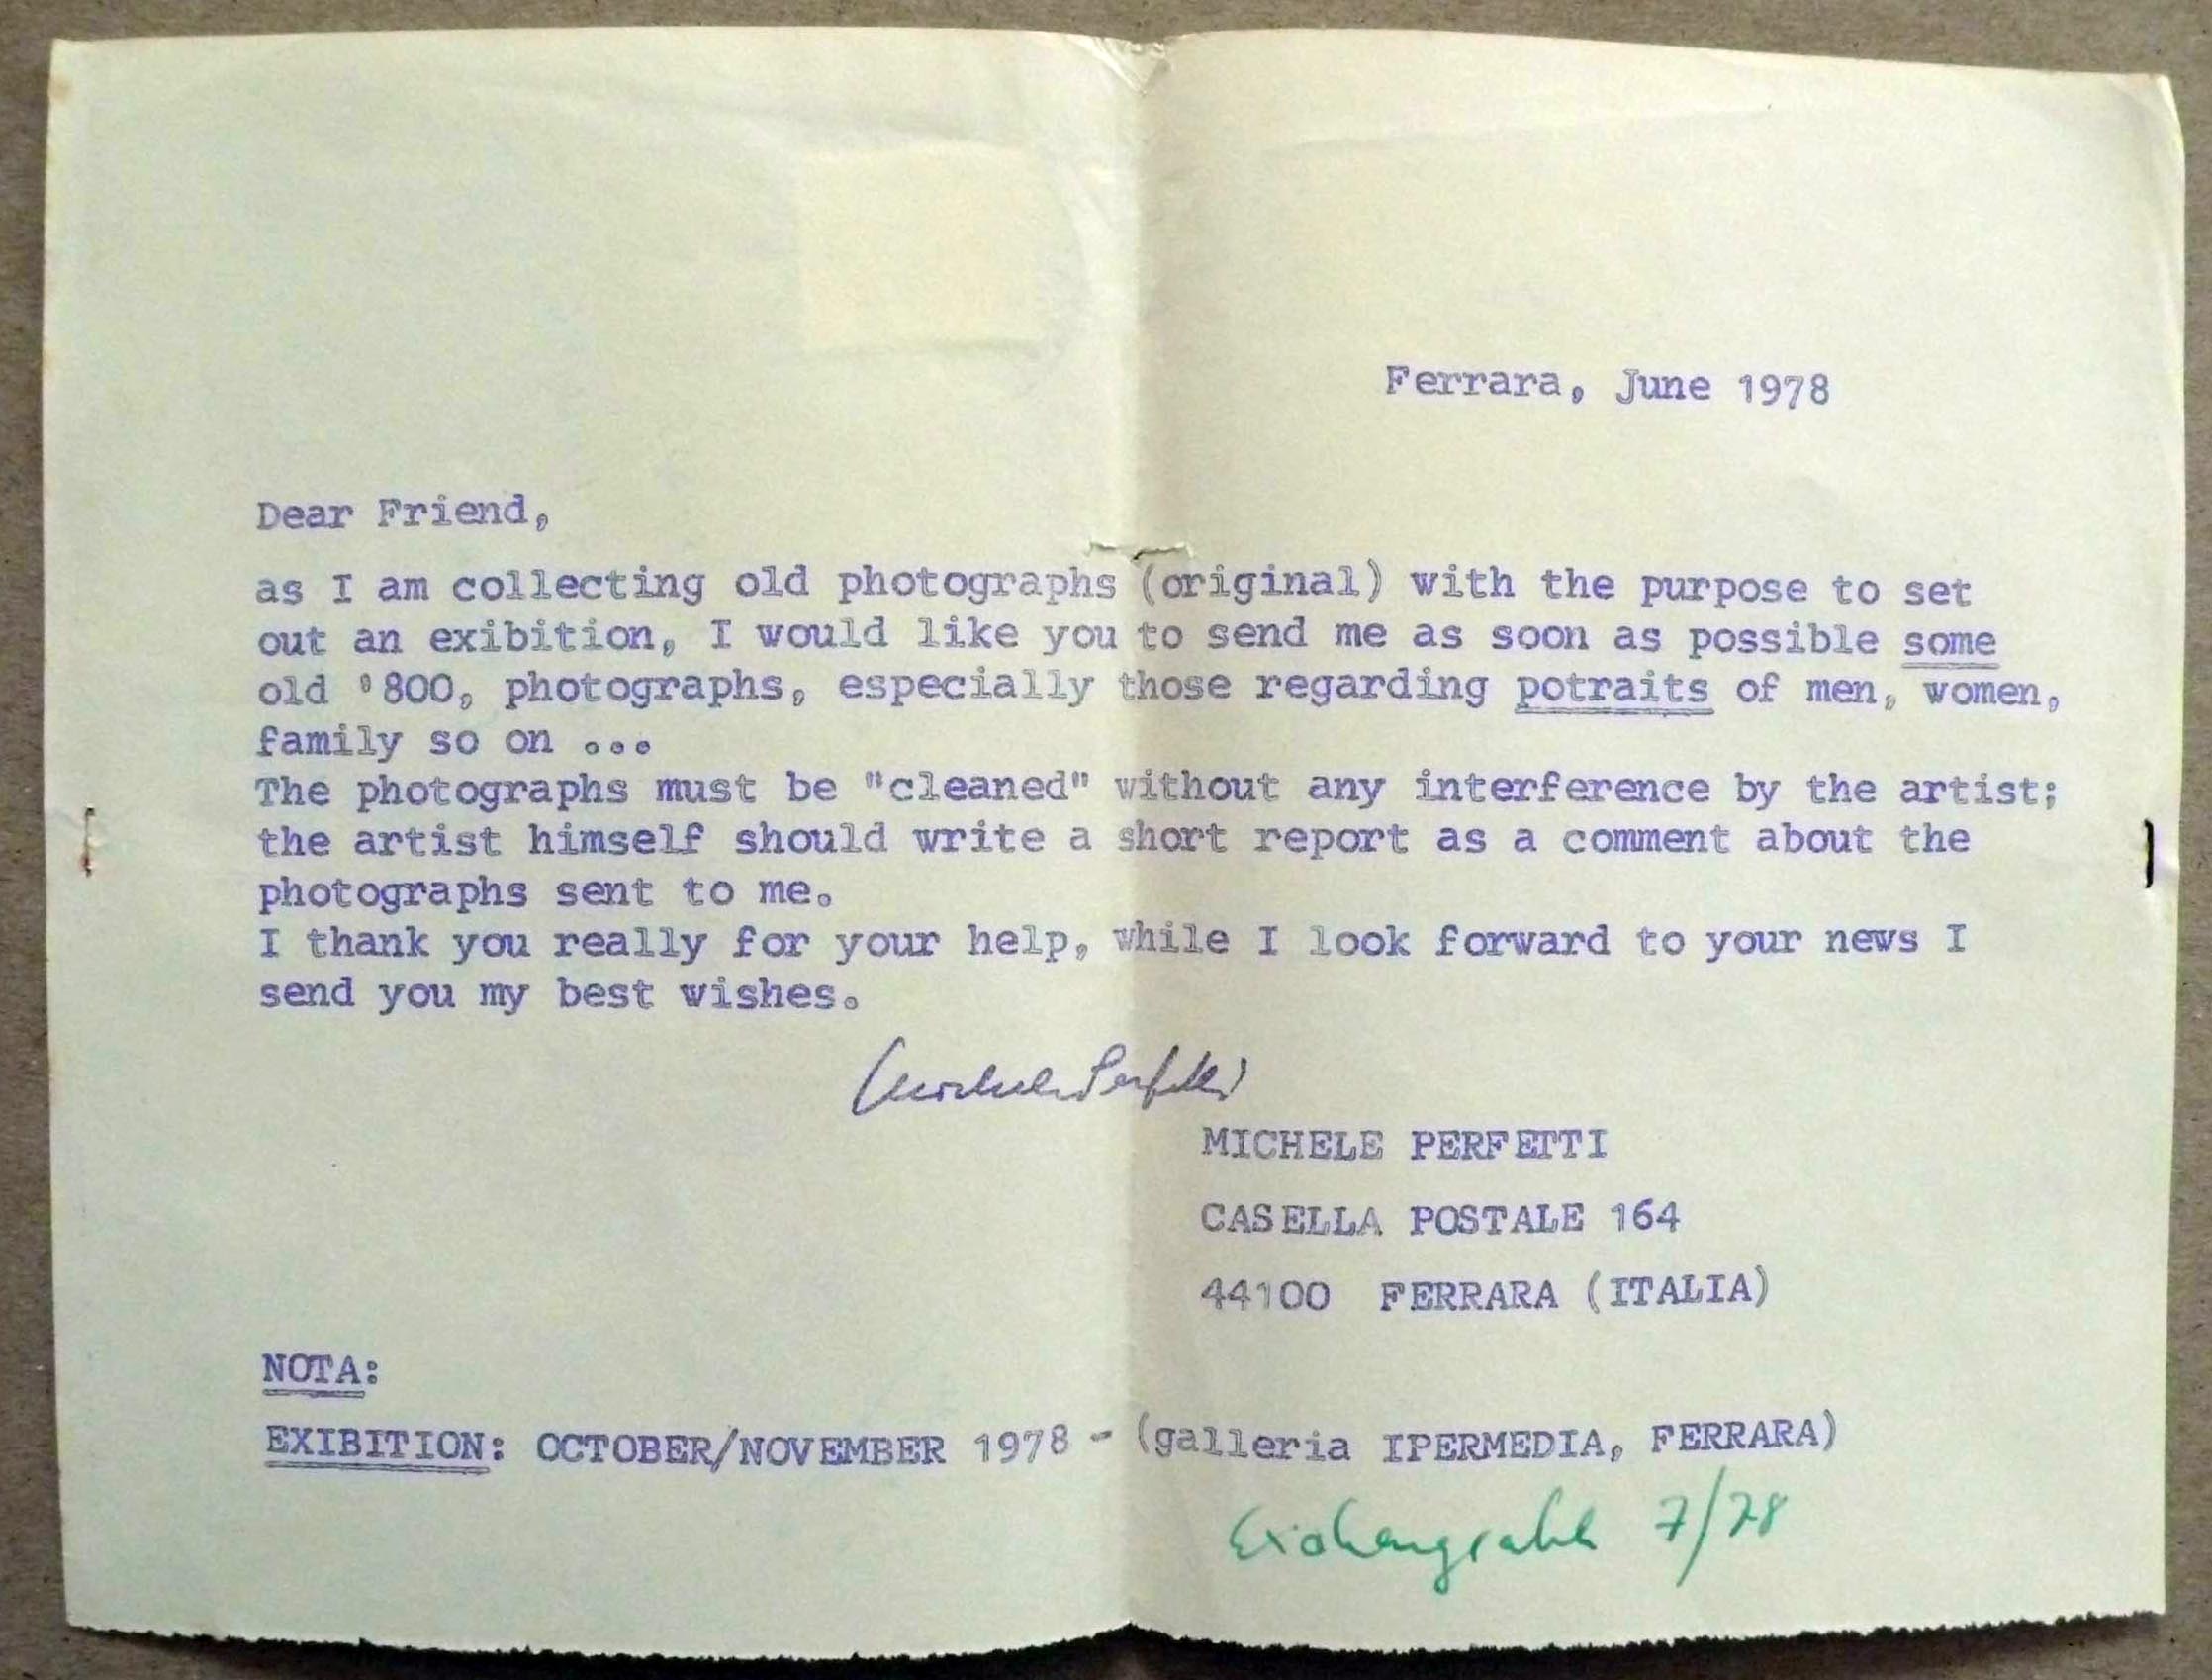 Ferrara, June 1978
Dear Friend,
as I am collecting old photographs (original) with the purpose to set
out an exibition, I would like you to send me as soon as possible some
old '800, photographs, especially those regarding potraits of men, women,
family so on ...
The photographs must be "cleaned" without any interference by the artist;
the artist himself should write a short report as a comment about the
photographs sent to me.
I thank you really for your help, while I look forward to your news I
send you my best wishes.
Michele Perfetti
MICHELE PERFETTI
CASELLA POSTALE 164
44100 FERRARA (ITALIA)
NOTA:
EXIBITION: OCTOBER/NOVEMBER 1978 - (galleria IPERMEDIA, FERRARA)
7/78